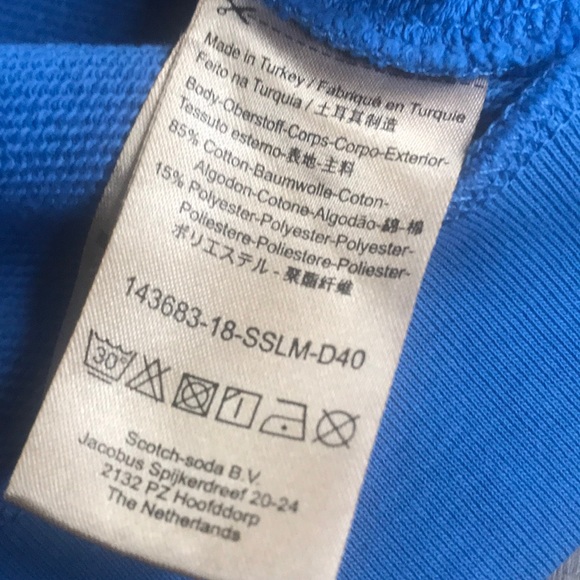 Made in Turkey / Fabriqué en Turquie
Feito na Turquia / 土耳其制造
Body-Oberstoff-Corps-Corpo-Exterior-
Tessuto esterno-表地-主料
85% Cotton-Baumwolle-Coton-
Algodon-Cotone-Algodão-綿-棉
15% Polyester-Polyester-Polyester-
Poliestere-Poliestere-Poliester-
ポリエステル - 聚酯纤维
143683-18-SSLM-D40
30°
Scotch-soda B.V.
Jacobus Spijkerdreef 20-24
2132 PZ Hoofddorp
The Netherlands